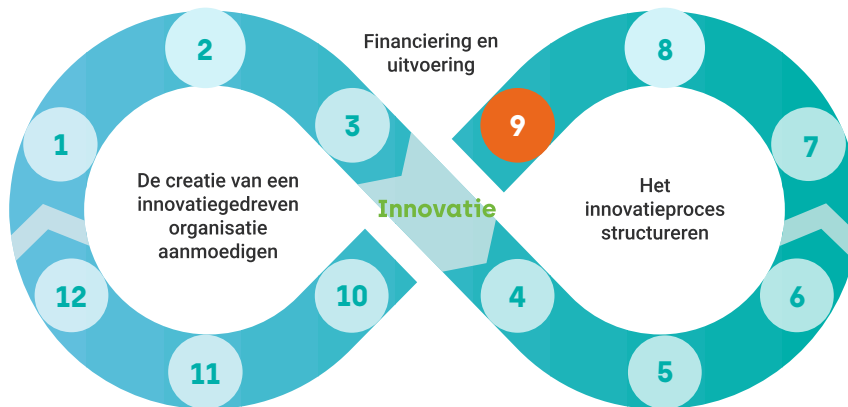 Financiering en
uitvoering
2
8
3
9
1
7
De creatie van een
innovatiegedreven
organisatie
aanmoedigen
Innovatie
Het
innovatieproces
structureren
12
10
4
6
11
5